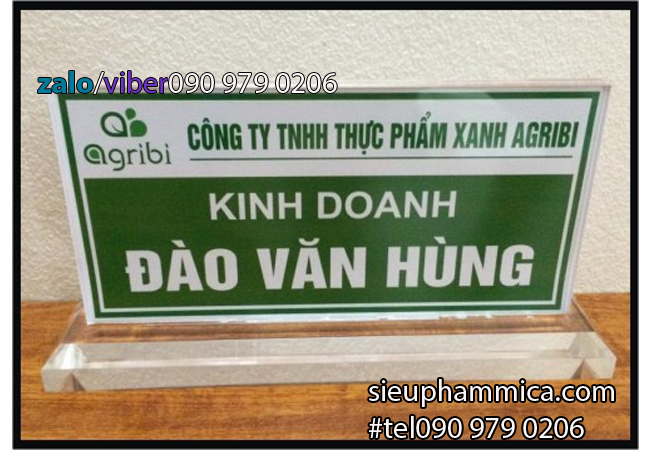 zalo/viber090 979 0206
agribi
CÔNG TY TNHH THỰC PHẨM XANH AGRIBI
KINH DOANH
ĐÀO VĂN HÙNG
sieuphammica.com
#tel090 979 0206